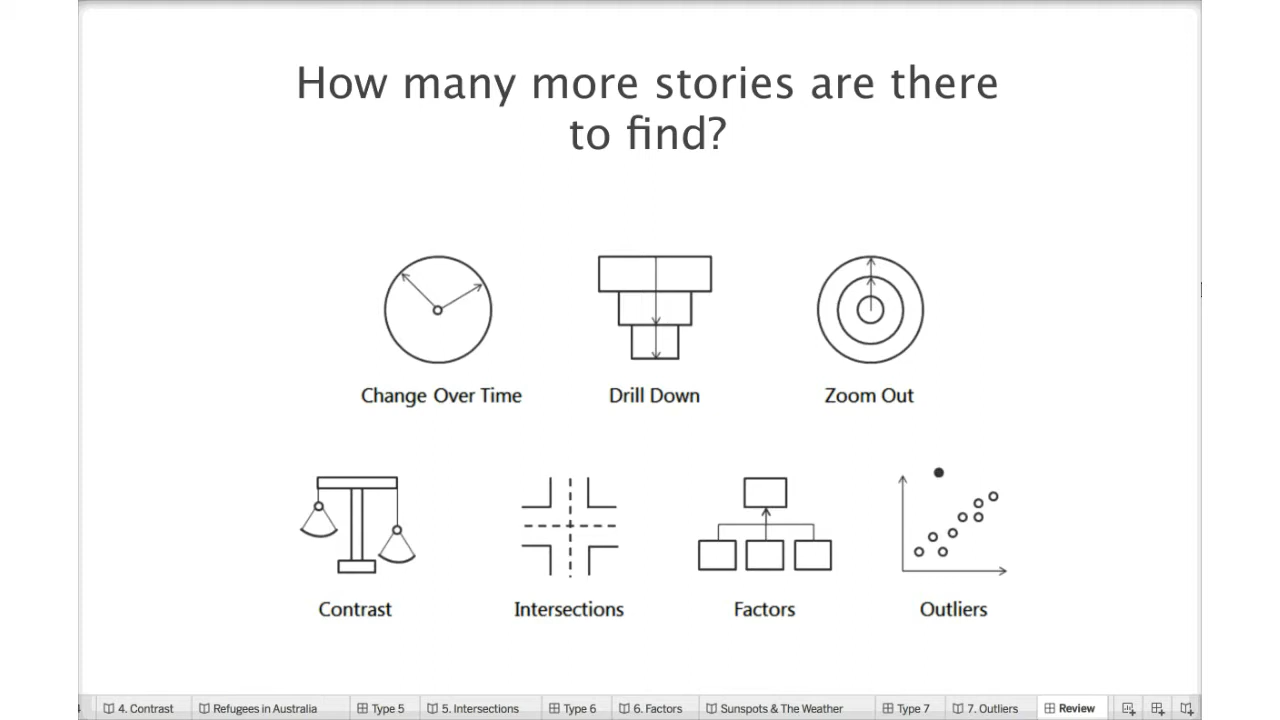 How many more stories are there
to find?
Change Over Time
Drill Down
Zoom Out
Contrast
Intersections
Factors
Outliers
4. Contrast
Refugees in Australia
Type 5
5. Intersections
Type 6
6. Factors
Sunspots & The Weather
Type 7
7. Outliers
Review